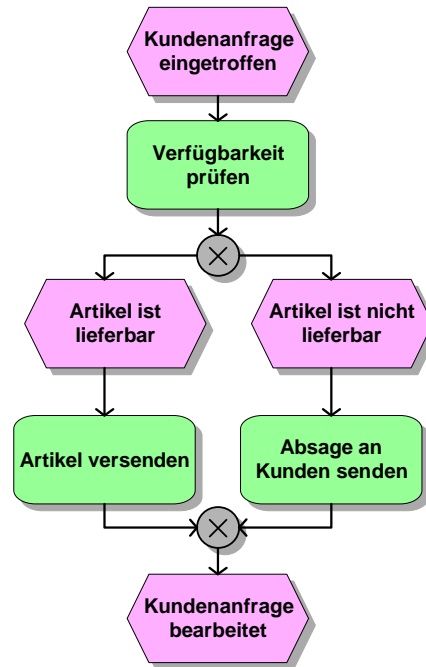 Kundenanfrage
eingetroffen
Verfügbarkeit
prüfen
Artikel ist
lieferbar
Artikel ist nicht
lieferbar
Artikel versenden
Absage an
Kunden senden
Kundenanfrage
bearbeitet